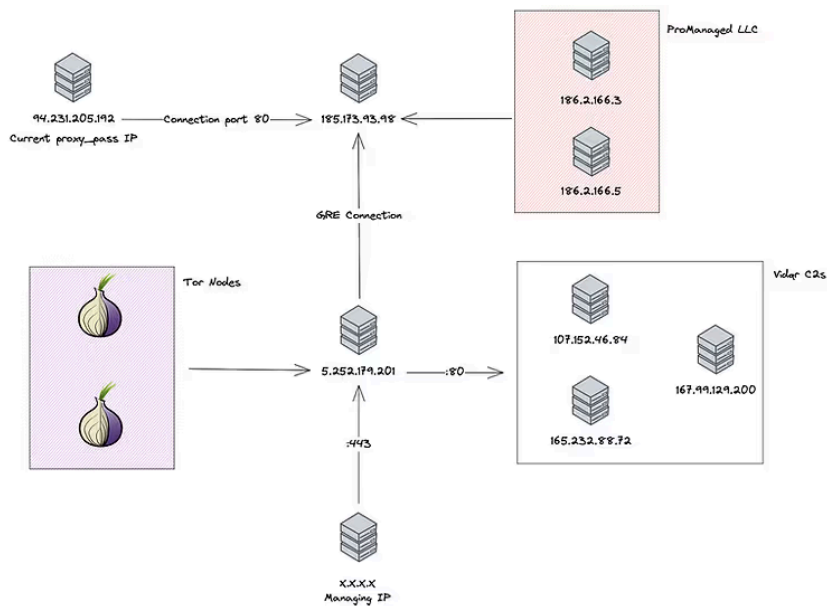 ProManaged LLC
186.2.166.3
186.2.166.5
94.231.205.192
Current proxy_pass IP
Connection port 80
185.173.93.98
GRE Connection
Tor Nodes
5.252.179.201
:80
Vidar C2s
107.152.46.84
167.99.129.200
165.232.88.72
:443
X.X.X.X
Managing IP